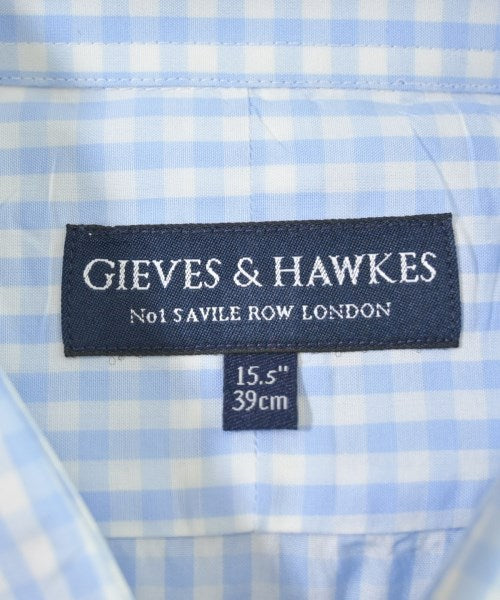 GIEVES & HAWKES
No1 SAVILE ROW LONDON
15.5"
39cm